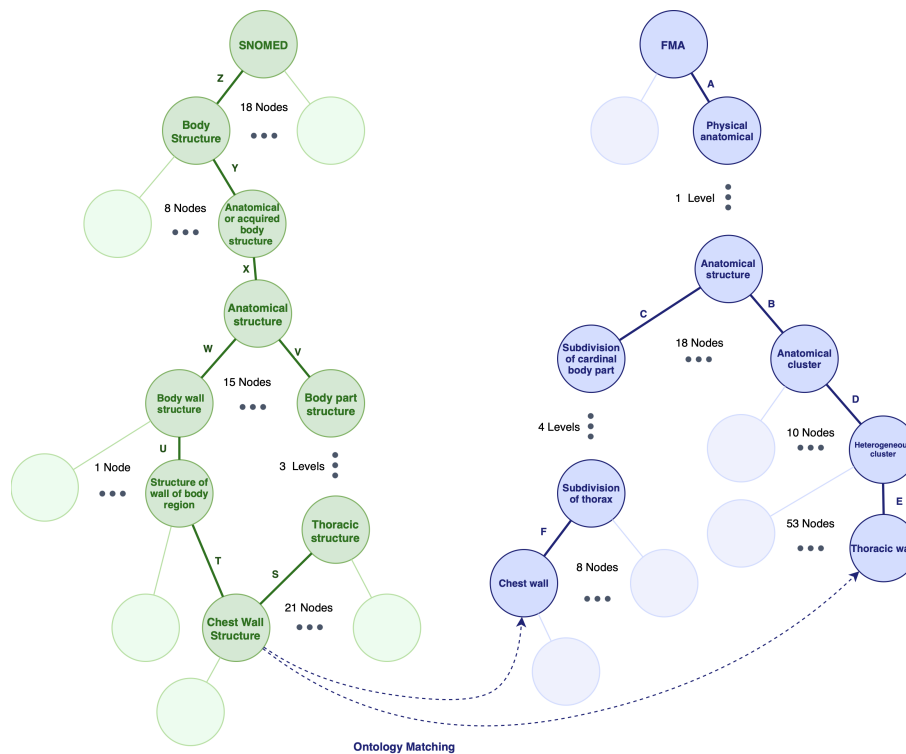 SNOMED
Z
18 Nodes
Body
Structure
Y
8 Nodes
Anatomical
or acquired
body
structure
X
Anatomical
structure
W
V
15 Nodes
Body wall
structure
Body part
structure
U
1 Node
3 Levels
Structure of
wall of body
region
Thoracic
structure
T
S
21 Nodes
Chest Wall
Structure
FMA
A
Physical
anatomical
1 Level
Anatomical
structure
C
B
18 Nodes
Subdivision
of cardinal
body part
Anatomical
cluster
D
4 Levels
10 Nodes
Heterogeneou
cluster
E
Subdivision
of thorax
53 Nodes
F
Thoracic wa
Chest wall
8 Nodes
Ontology Matching